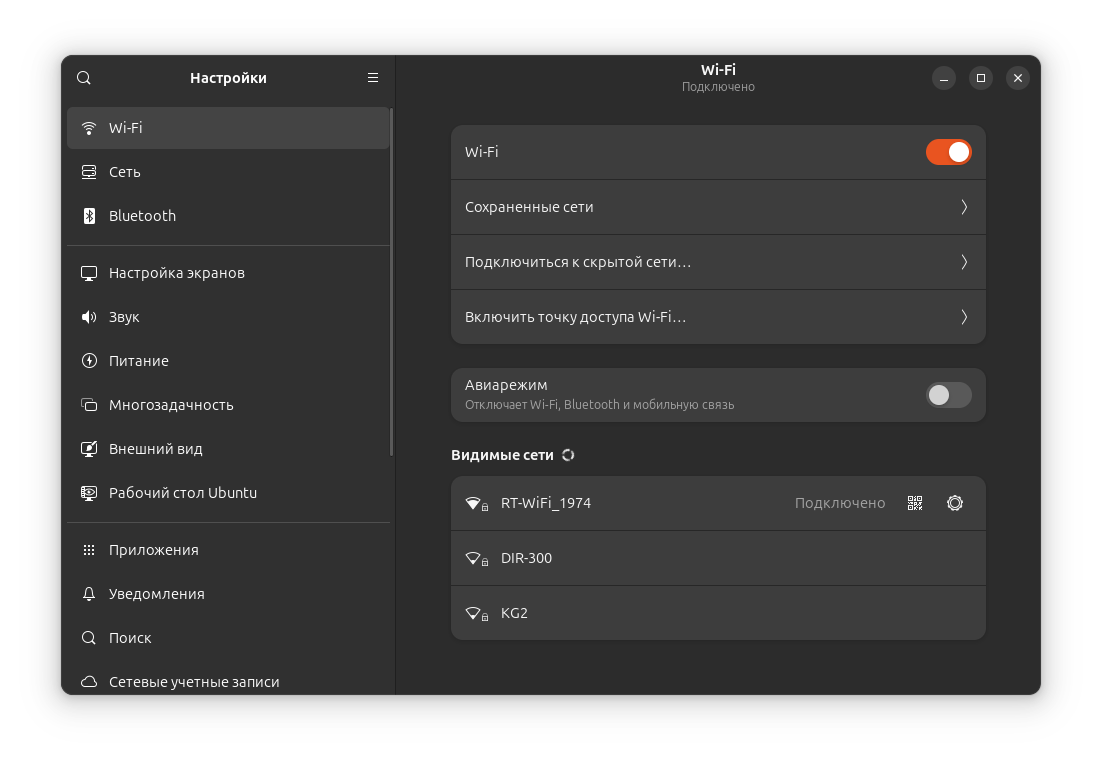 Настройки
Wi-Fi
Сеть
Bluetooth
Настройка экранов
Звук
Питание
Многозадачность
Внешний вид
Рабочий стол Ubuntu
Приложения
Уведомления
Поиск
Сетевые учетные записи
Wi-Fi
Подключено
Wi-Fi
Сохраненные сети
Подключиться к скрытой сети…
Включить точку доступа Wi-Fi…
Авиарежим
Отключает Wi-Fi, Bluetooth и мобильную связь
Видимые сети
RT-WiFi_1974 Подключено
DIR-300
KG2